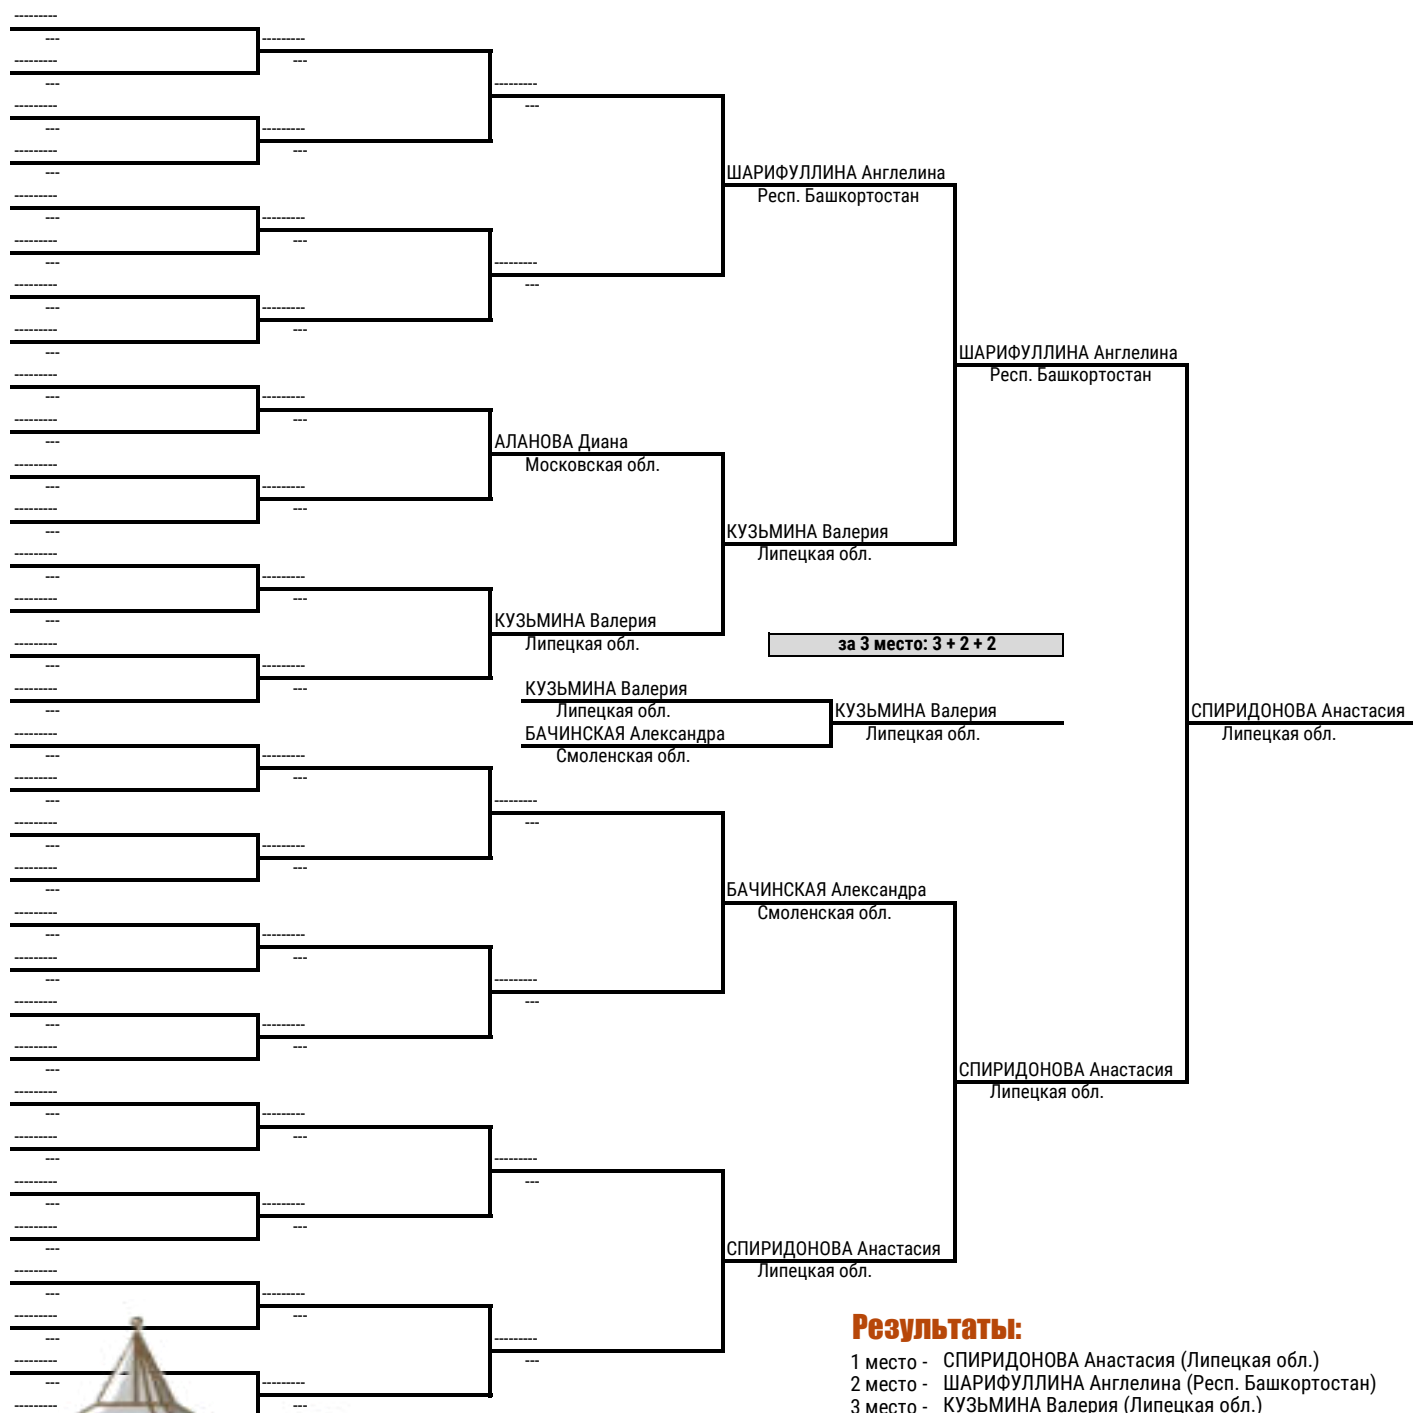 ШАРИФУЛЛИНА Англелина
Респ. Башкортостан
ШАРИФУЛЛИНА Англелина
Респ. Башкортостан
АЛАНОВА Диана
Московская обл.
КУЗЬМИНА Валерия
Липецкая обл.
КУЗЬМИНА Валерия
Липецкая обл.
за 3 место: 3 + 2 + 2
КУЗЬМИНА Валерия
Липецкая обл.
БАЧИНСКАЯ Александра
Смоленская обл.
КУЗЬМИНА Валерия
Липецкая обл.
СПИРИДОНОВА Анастасия
Липецкая обл.
БАЧИНСКАЯ Александра
Смоленская обл.
СПИРИДОНОВА Анастасия
Липецкая обл.
СПИРИДОНОВА Анастасия
Липецкая обл.
Результаты:
1 место - СПИРИДОНОВА Анастасия (Липецкая обл.)
2 место - ШАРИФУЛЛИНА Англелина (Респ. Башкортостан)
3 место - КУЗЬМИНА Валерия (Липецкая обл.)